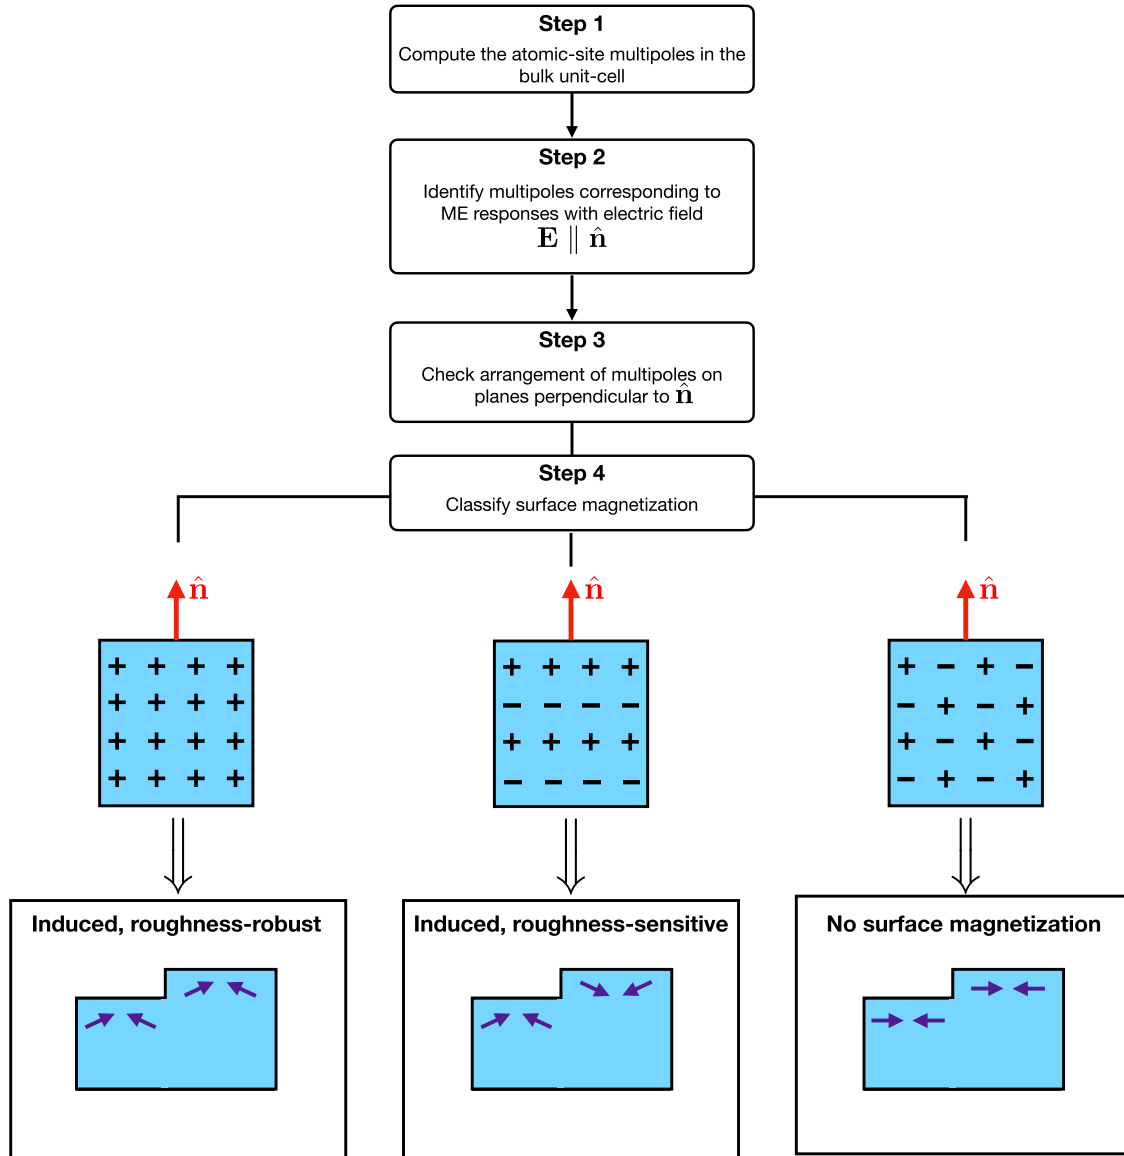 Step 1
Compute the atomic-site multipoles in the
bulk unit-cell
Step 2
Identify multipoles corresponding to
ME responses with electric field
E ∥ n̂
Step 3
Check arrangement of multipoles on
planes perpendicular to n̂
Step 4
Classify surface magnetization
n̂ n̂ n̂
+ + + + + + + + + − + −
+ + + + − − − − − + − +
+ + + + + + + + + − + −
+ + + + − − − − − + − +
Induced, roughness-robust
Induced, roughness-sensitive
No surface magnetization